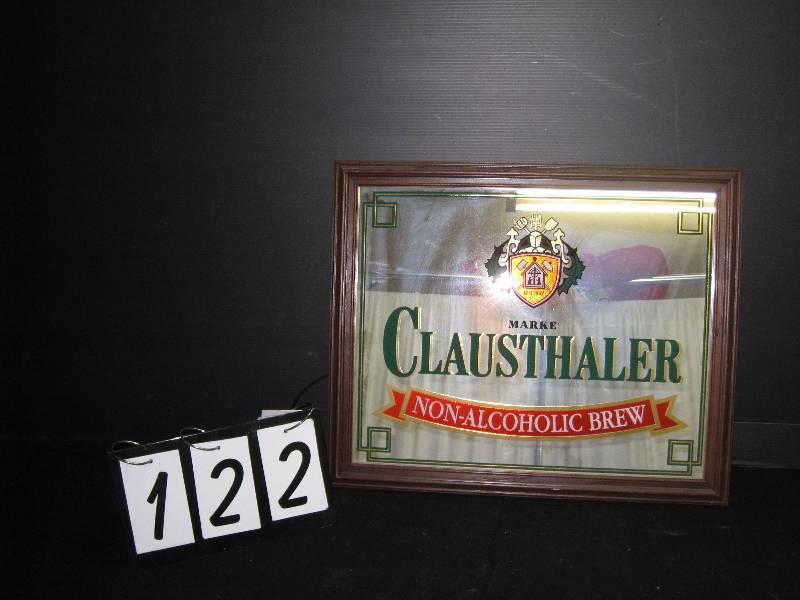 MARKE
CLAUSTHALER
NON-ALCOHOLIC BREW
122